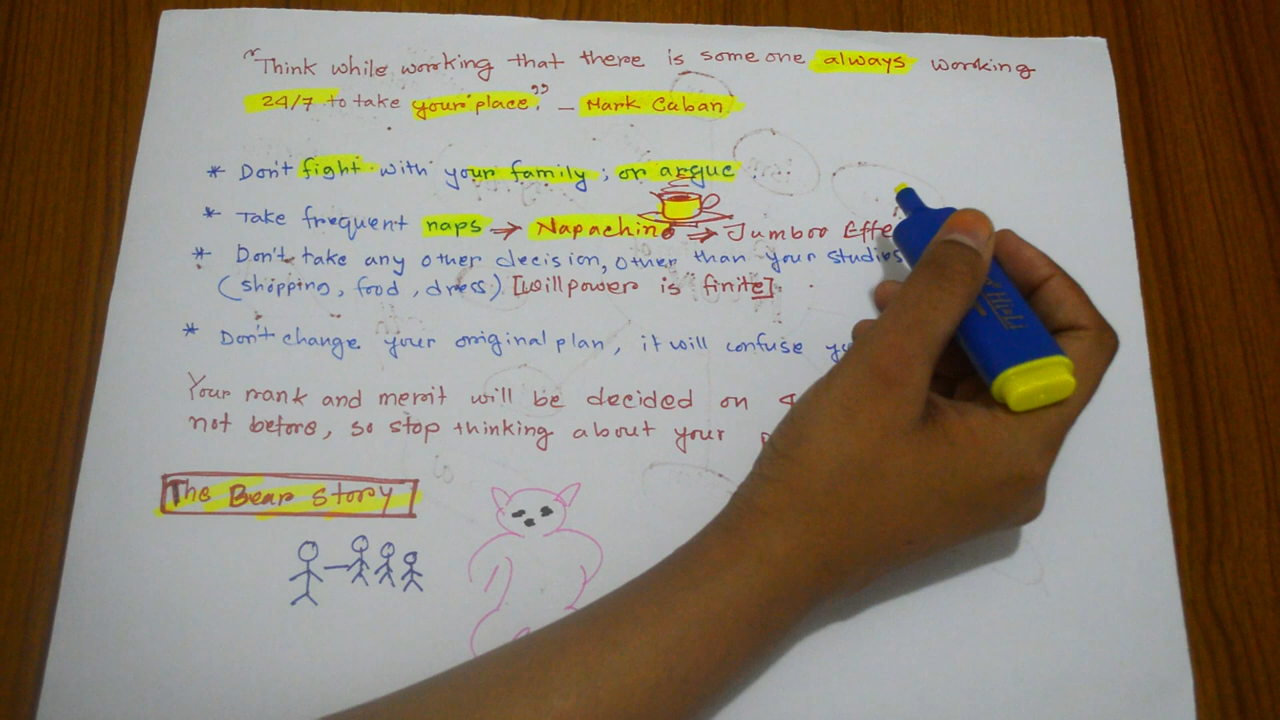 "Think while working that there is some one always working
24/7 to take your place." - Mark Cuban
* Don't fight with your family ; or argue
* Take frequent naps → Napachino → Jumboo Effe
* Don't take any other decision, other than your studies
(shopping, food, dress) [willpower is finite].
* Don't change your original plan, it will confuse
Your rank and merit will be decided on
not before, so stop thinking about your
The Bear Story